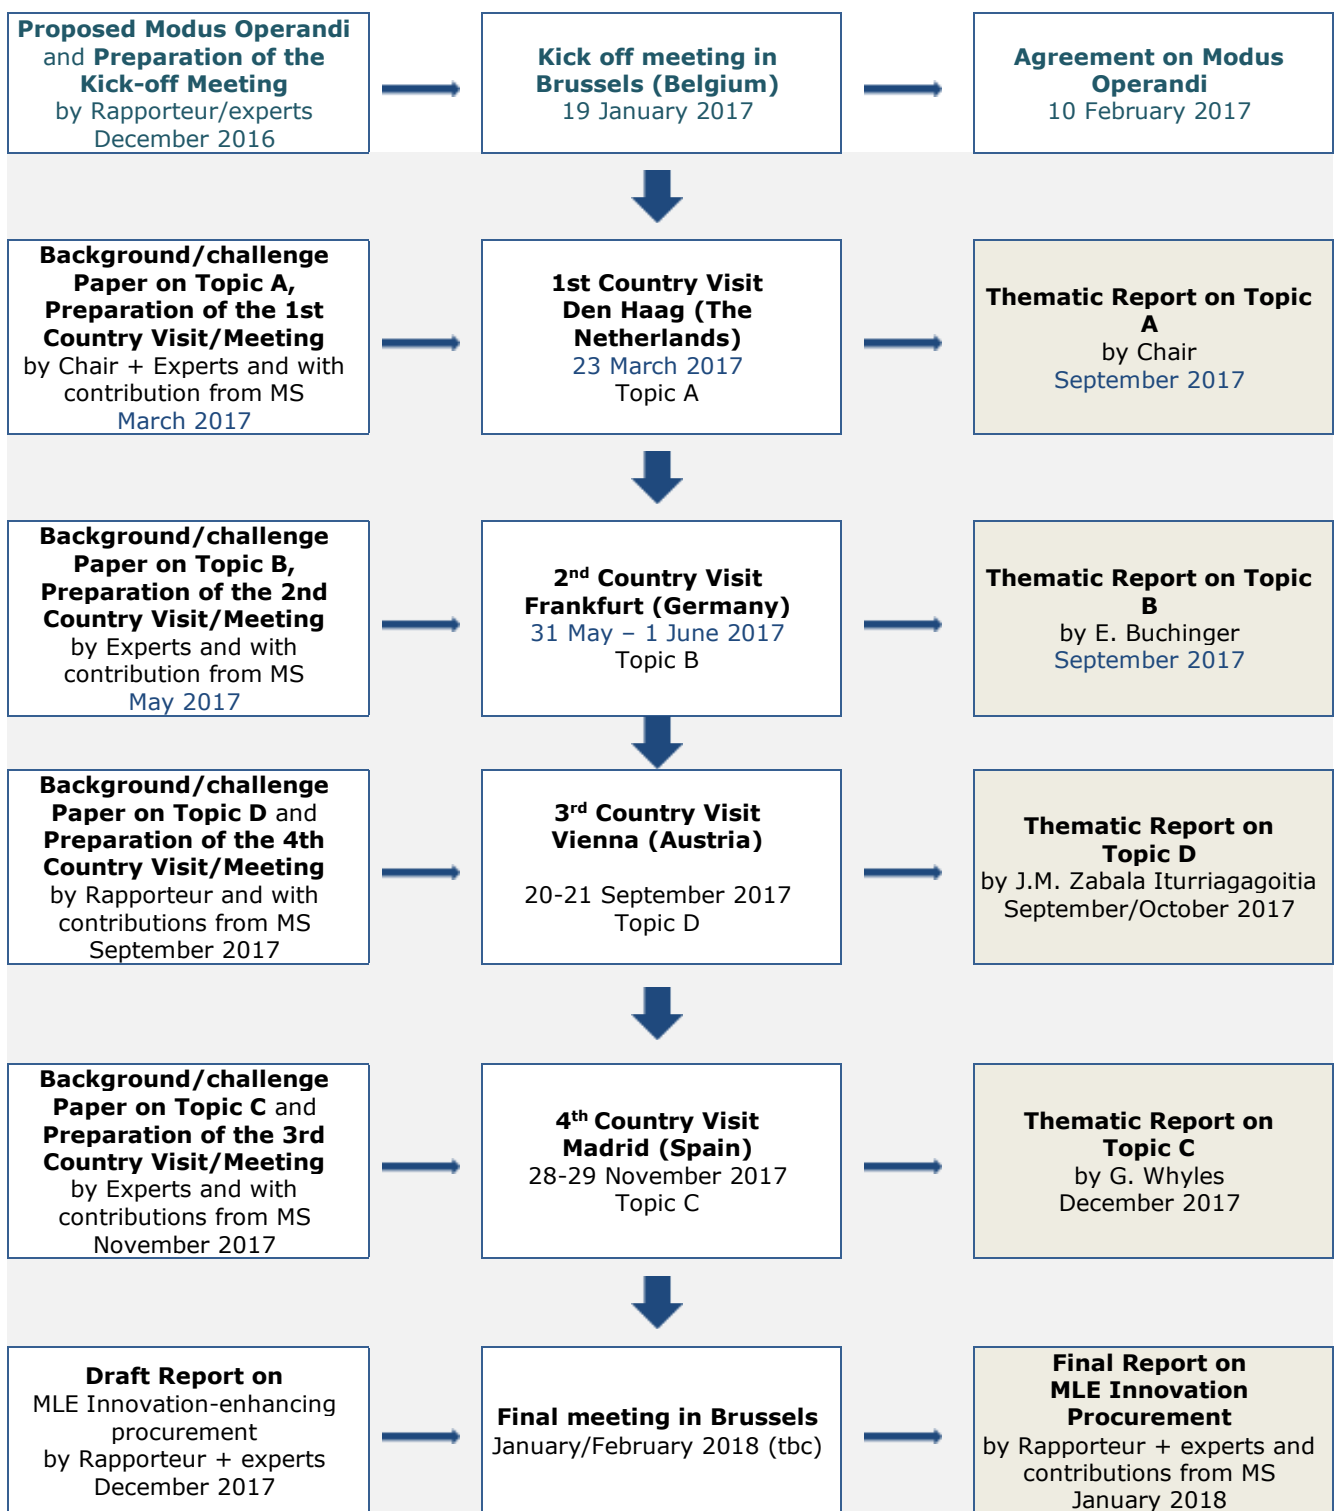 Proposed Modus Operandi
and Preparation of the
Kick-off Meeting
by Rapporteur/experts
December 2016
Kick off meeting in
Brussels (Belgium)
19 January 2017
Agreement on Modus
Operandi
10 February 2017
Background/challenge
Paper on Topic A,
Preparation of the 1st
Country Visit/Meeting
by Chair + Experts and with
contribution from MS
March 2017
1st Country Visit
Den Haag (The
Netherlands)
23 March 2017
Topic A
Thematic Report on Topic
A
by Chair
September 2017
Background/challenge
Paper on Topic B,
Preparation of the 2nd
Country Visit/Meeting
by Experts and with
contribution from MS
May 2017
2nd Country Visit
Frankfurt (Germany)
31 May – 1 June 2017
Topic B
Thematic Report on Topic
B
by E. Buchinger
September 2017
Background/challenge
Paper on Topic D and
Preparation of the 4th
Country Visit/Meeting
by Rapporteur and with
contributions from MS
September 2017
3rd Country Visit
Vienna (Austria)
20-21 September 2017
Topic D
Thematic Report on
Topic D
by J.M. Zabala Iturriagagoitia
September/October 2017
Background/challenge
Paper on Topic C and
Preparation of the 3rd
Country Visit/Meeting
by Experts and with
contributions from MS
November 2017
4th Country Visit
Madrid (Spain)
28-29 November 2017
Topic C
Thematic Report on
Topic C
by G. Whyles
December 2017
Draft Report on
MLE Innovation-enhancing
procurement
by Rapporteur + experts
December 2017
Final meeting in Brussels
January/February 2018 (tbc)
Final Report on
MLE Innovation
Procurement
by Rapporteur + experts and
contributions from MS
January 2018